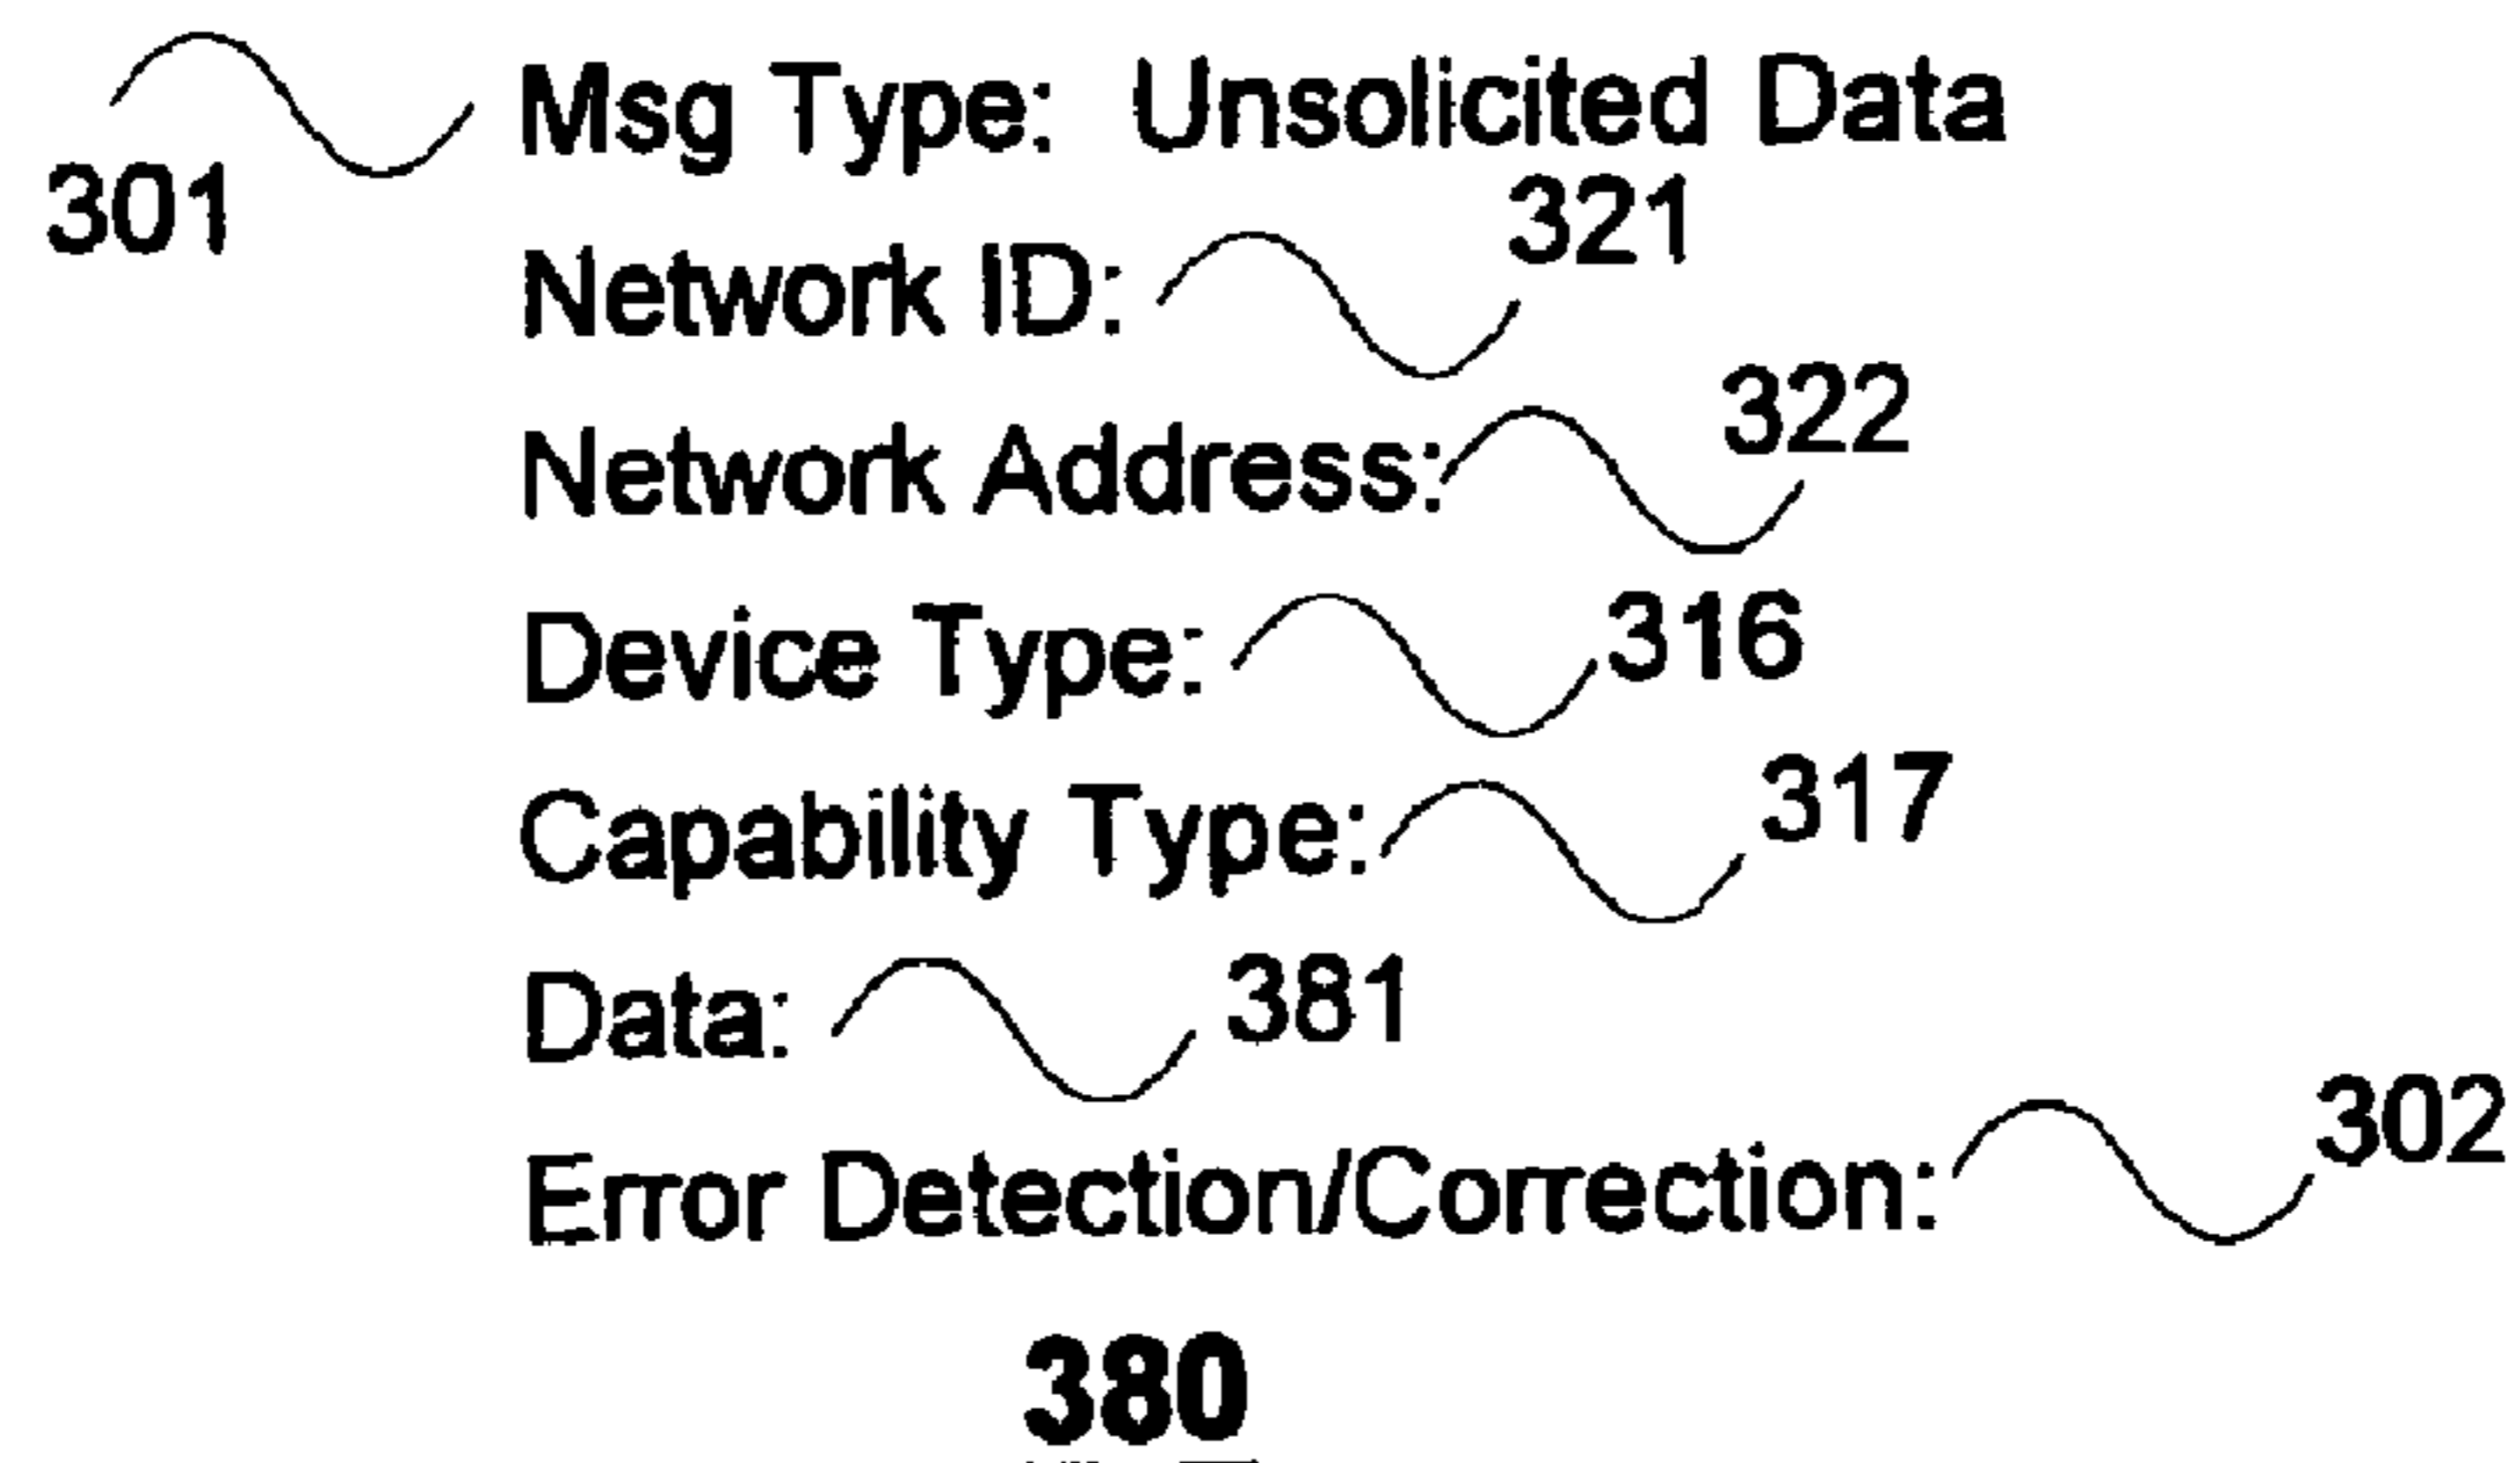 301 Msg Type: Unsolicited Data
Network ID: 321
Network Address: 322
Device Type: 316
Capability Type: 317
Data: 381
Error Detection/Correction: 302
380